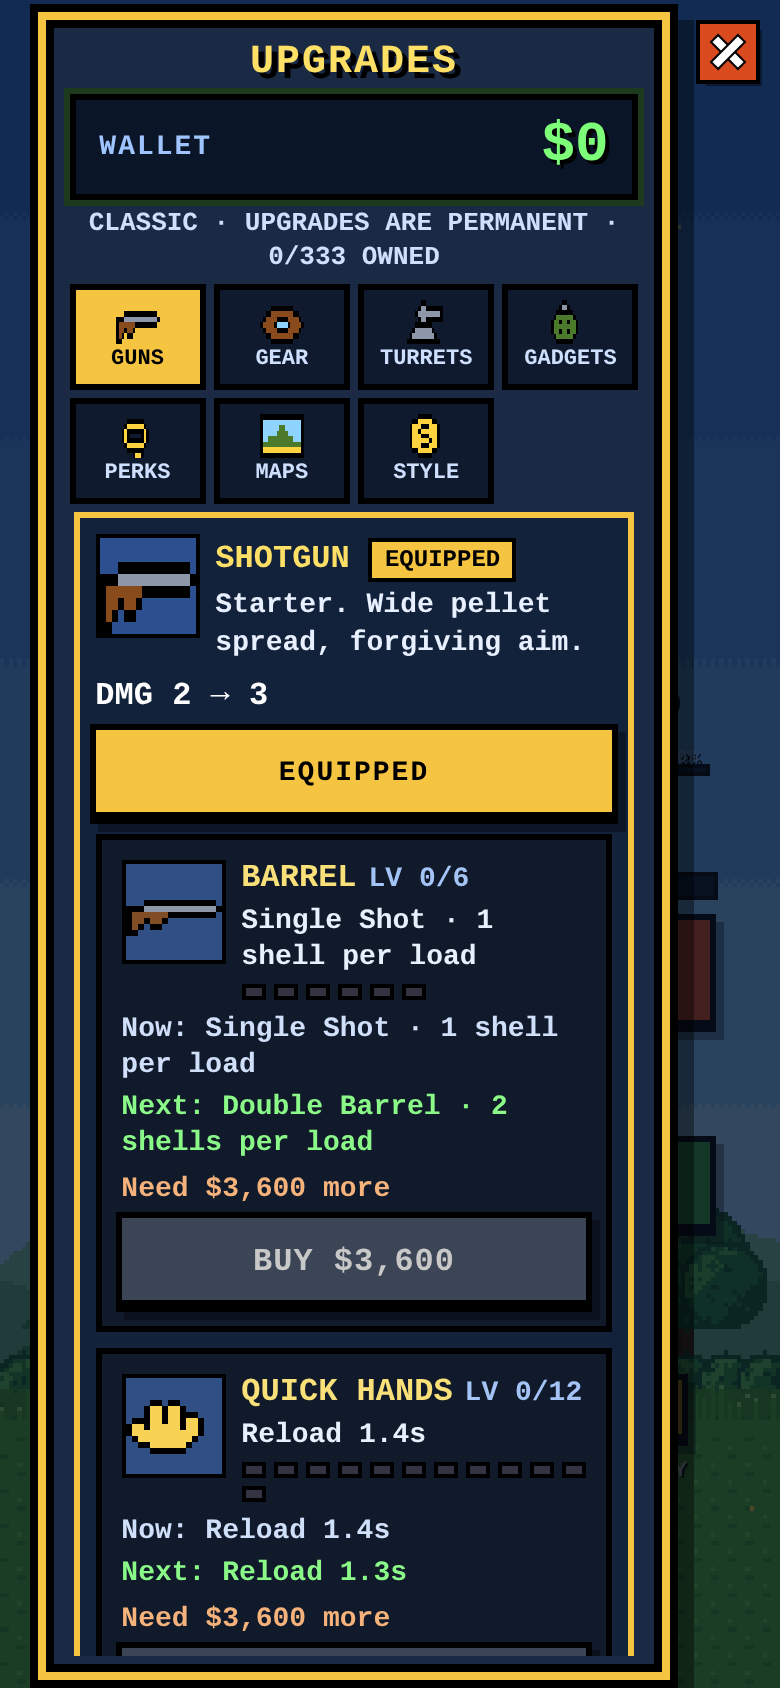 UPGRADES
WALLET
$0
CLASSIC · UPGRADES ARE PERMANENT ·
0/333 OWNED
GUNS
GEAR
TURRETS
GADGETS
PERKS
MAPS
STYLE
SHOTGUN
EQUIPPED
Starter. Wide pellet
spread, forgiving aim.
DMG 2 → 3
EQUIPPED
BARREL LV 0/6
Single Shot · 1
shell per load
Now: Single Shot · 1 shell
per load
Next: Double Barrel · 2
shells per load
Need $3,600 more
BUY $3,600
QUICK HANDS LV 0/12
Reload 1.4s
Now: Reload 1.4s
Next: Reload 1.3s
Need $3,600 more